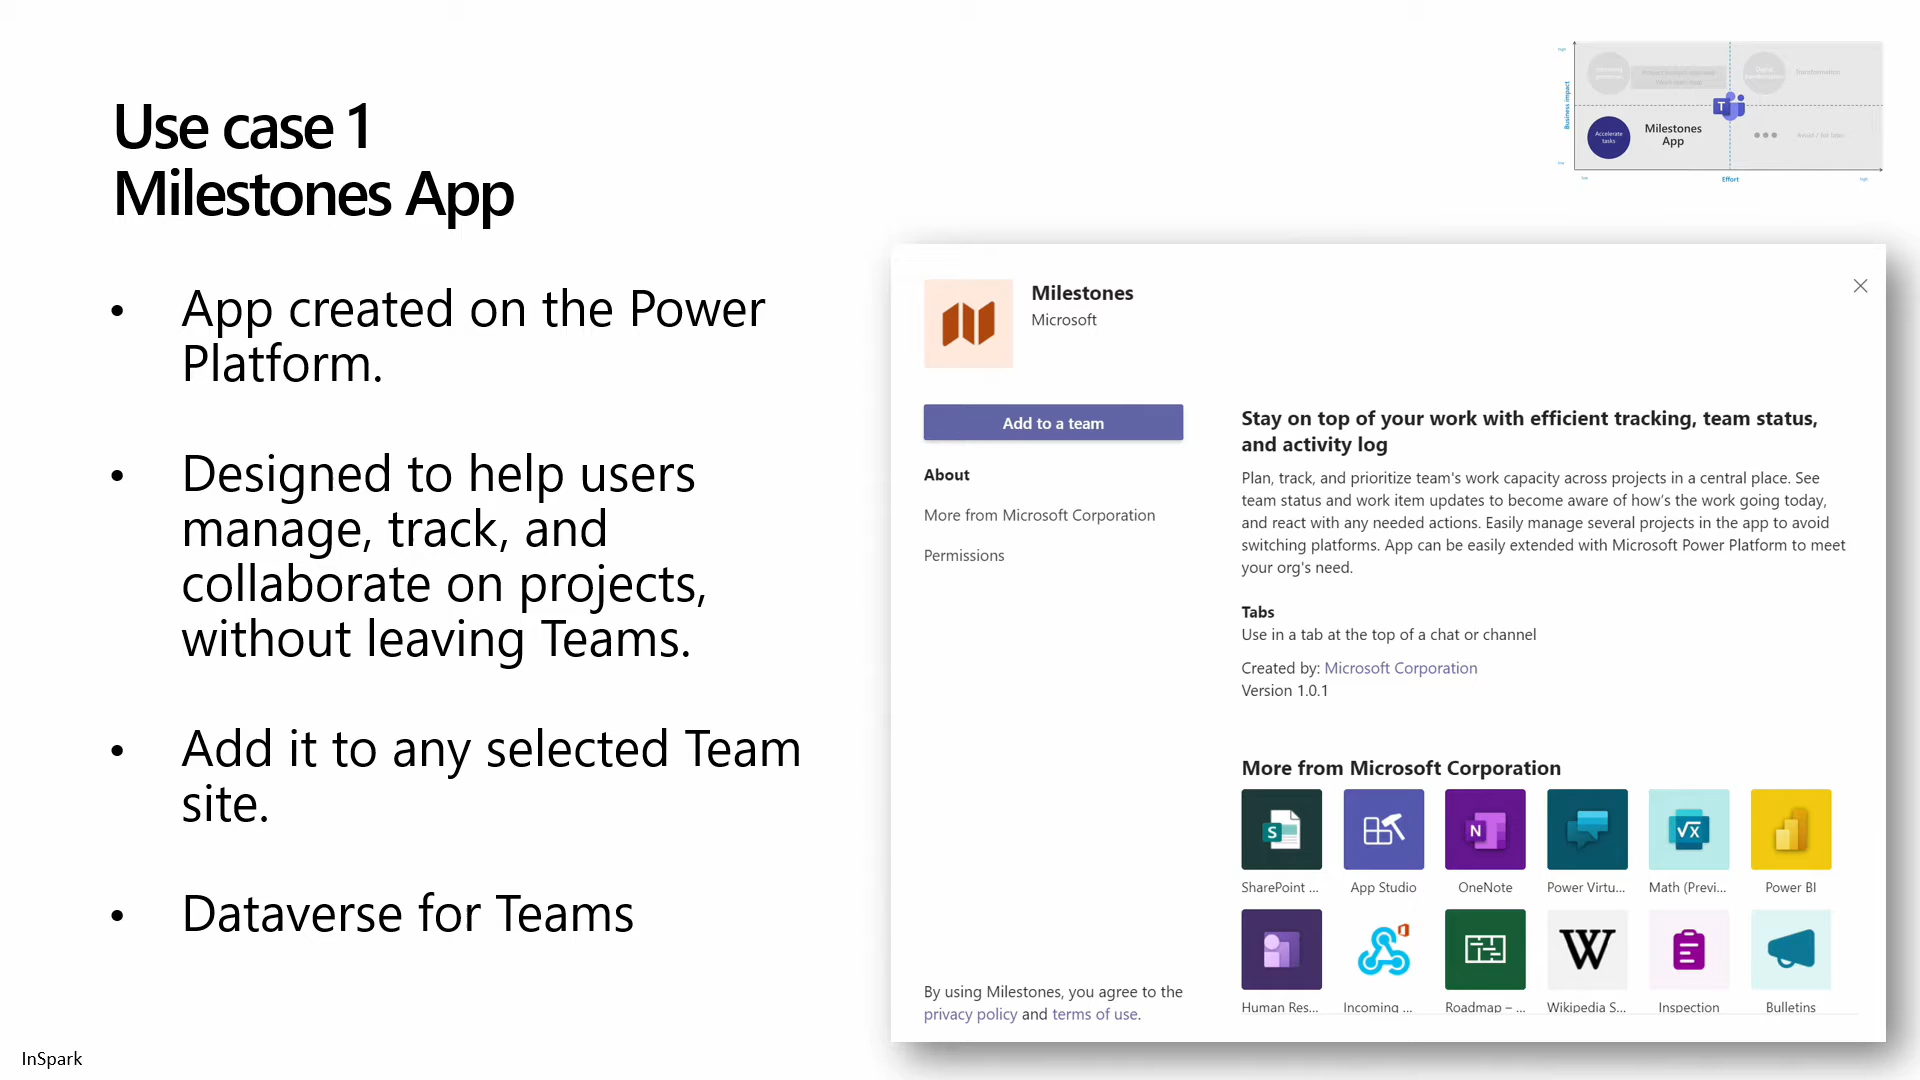 Use case 1
Milestones App
• App created on the Power
Platform.
• Designed to help users
manage, track, and
collaborate on projects,
without leaving Teams.
• Add it to any selected Team
site.
• Dataverse for Teams
InSpark
Business impact
Accelerate
tasks
Milestones
App
T
Effort
Milestones
Microsoft
Add to a team
About
More from Microsoft Corporation
Permissions
By using Milestones, you agree to the
privacy policy and terms of use.
Stay on top of your work with efficient tracking, team status,
and activity log
Plan, track, and prioritize team's work capacity across projects in a central place. See
team status and work item updates to become aware of how's the work going today,
and react with any needed actions. Easily manage several projects in the app to avoid
switching platforms. App can be easily extended with Microsoft Power Platform to meet
your org's need.
Tabs
Use in a tab at the top of a chat or channel
Created by: Microsoft Corporation
Version 1.0.1
More from Microsoft Corporation
S
N
√x
SharePoint ...
App Studio
OneNote
Power Virtu...
Math (Previ...
Power BI
W
Human Res...
Incoming ...
Roadmap – ...
Wikipedia S...
Inspection
Bulletins